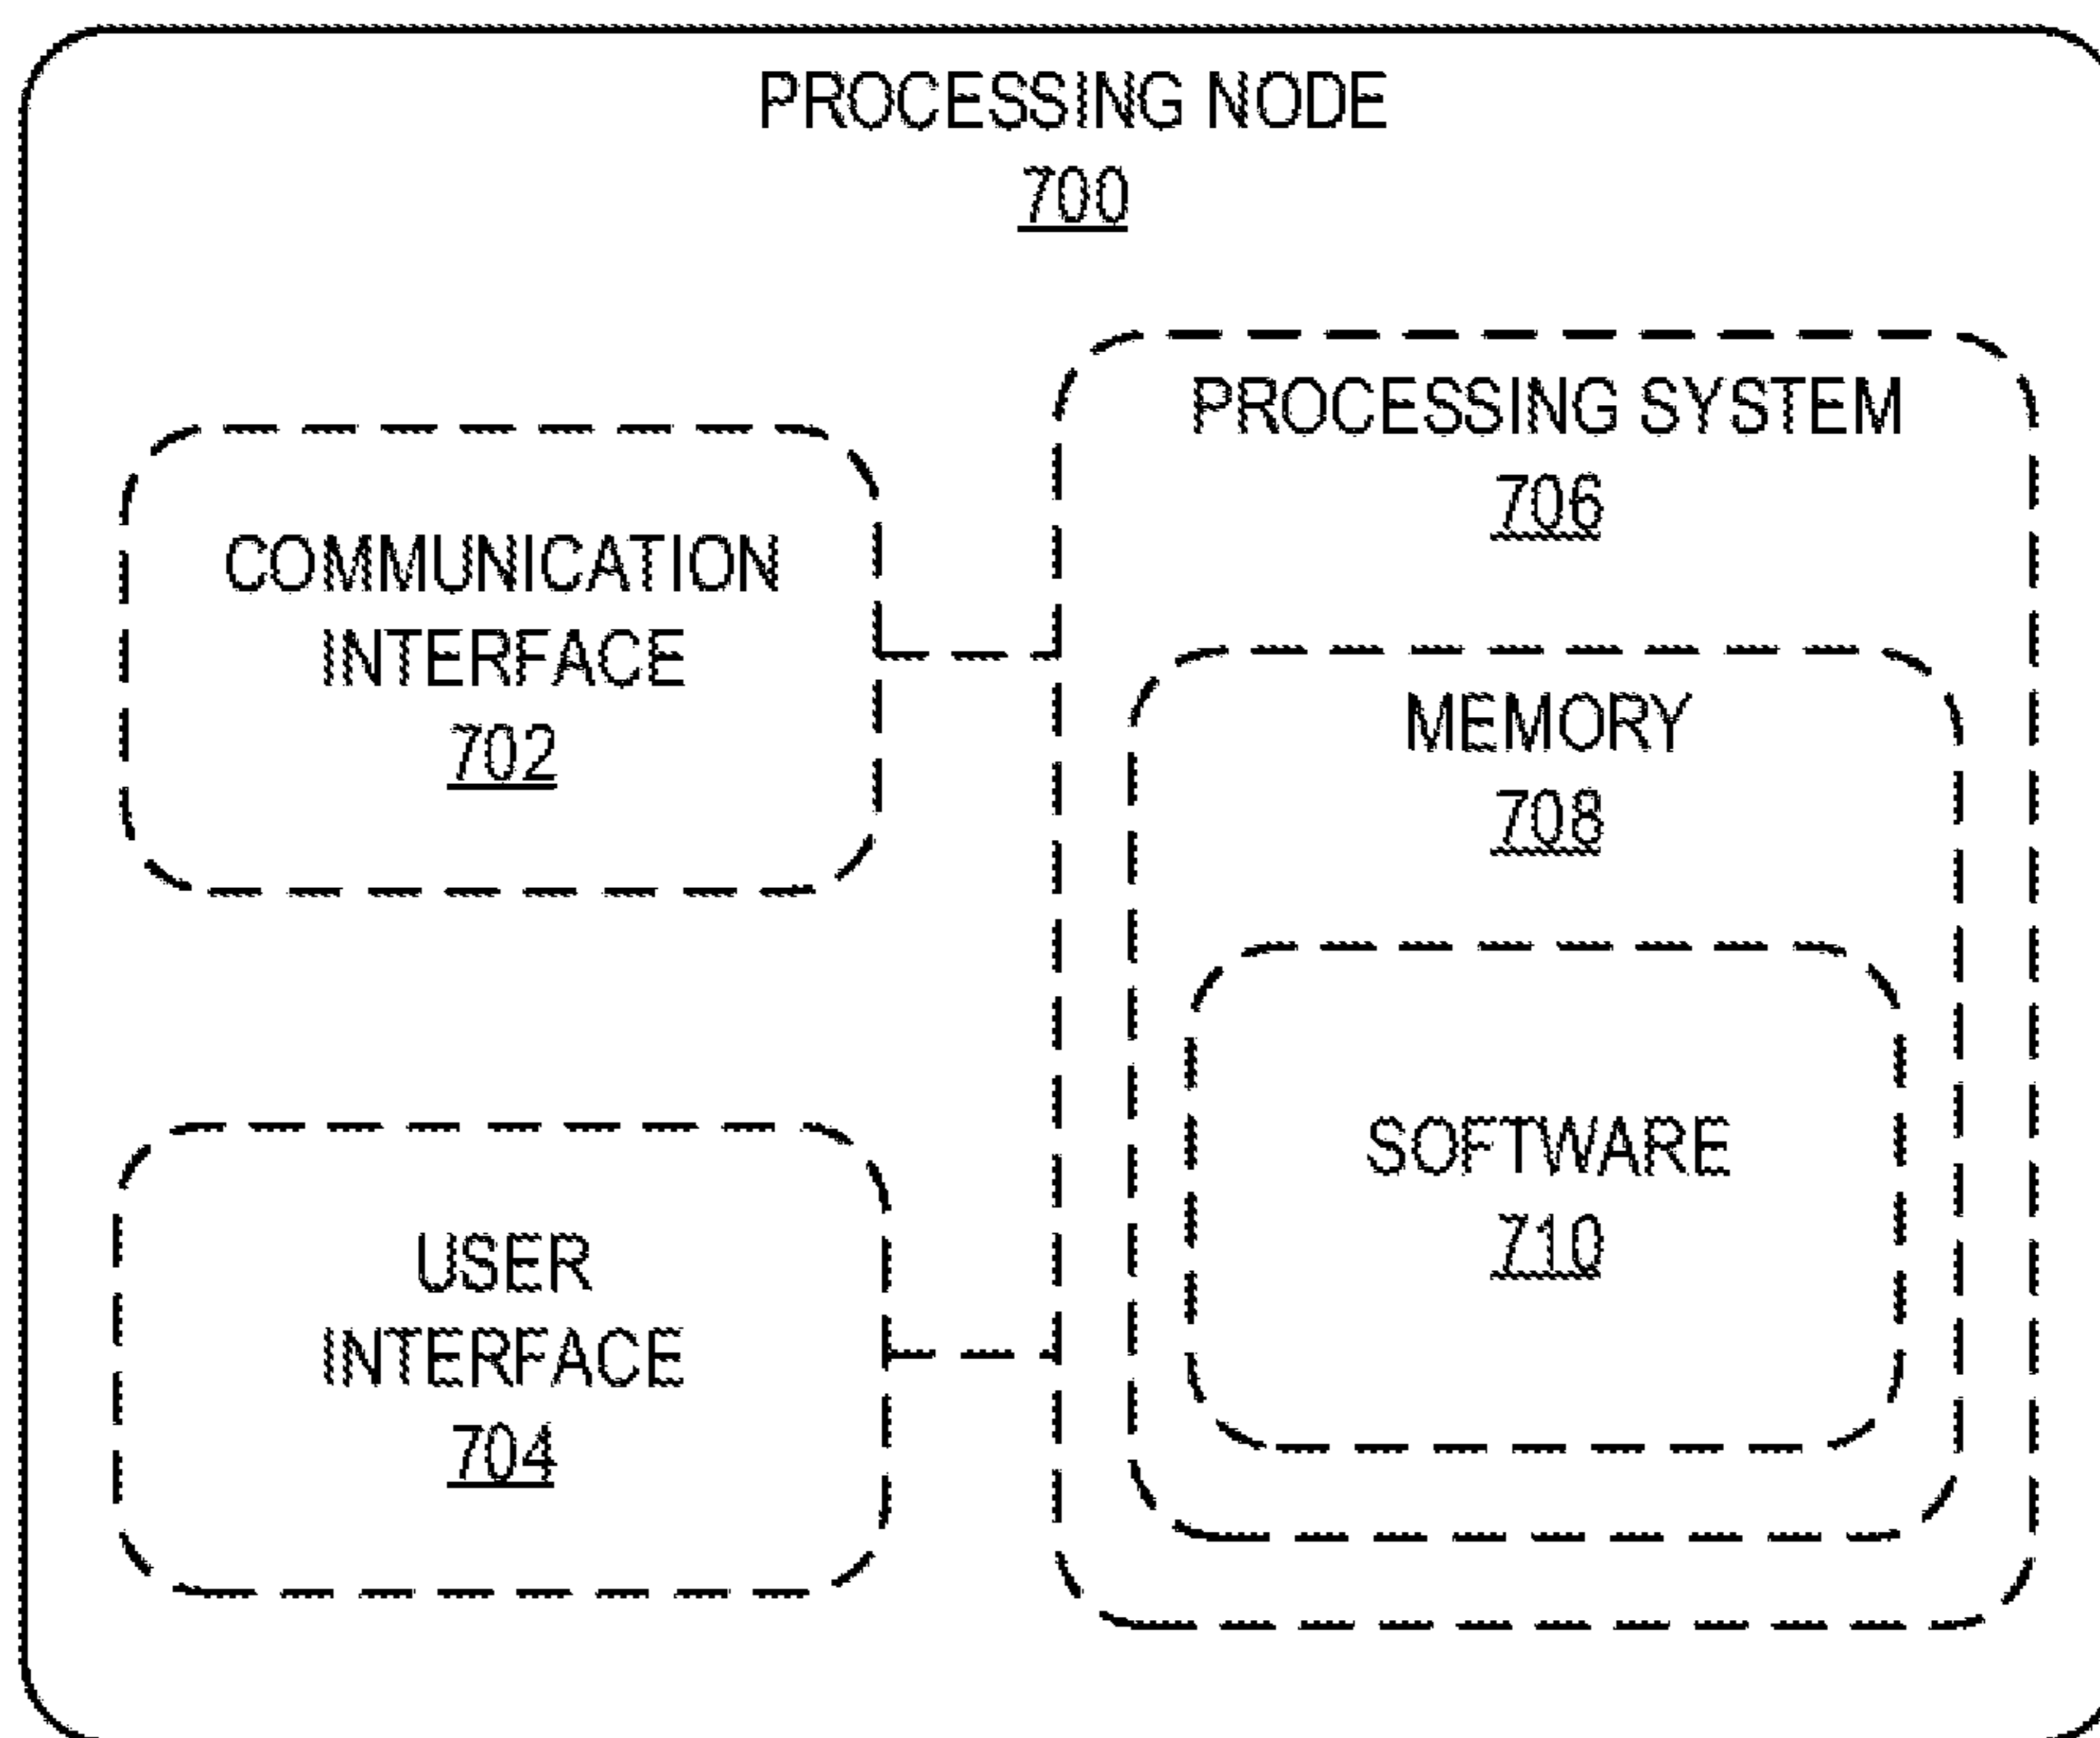 PROCESSING NODE
700
COMMUNICATION
INTERFACE
702
USER
INTERFACE
704
PROCESSING SYSTEM
706
MEMORY
708
SOFTWARE
710